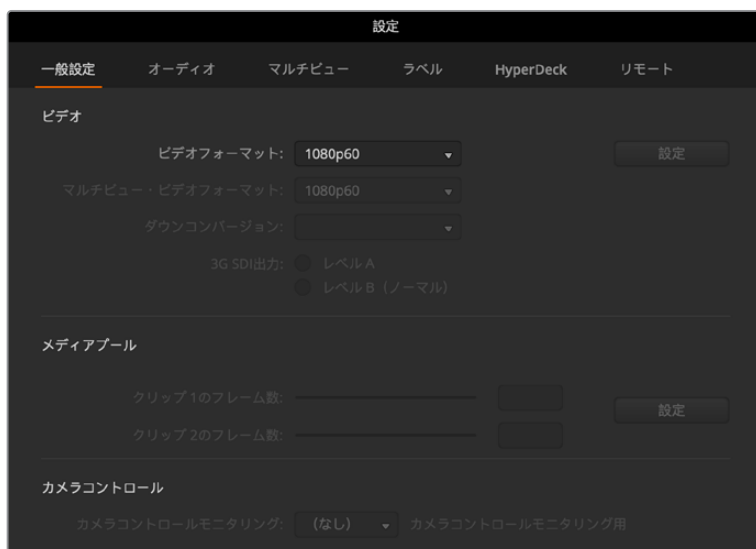 設定
一般設定 オーディオ マルチビュー ラベル HyperDeck リモート
ビデオ
ビデオフォーマット: 1080p60 設定
マルチビュー・ビデオフォーマット: 1080p60
ダウンコンバージョン:
3G SDI出力: レベル A
レベル B（ノーマル）
メディアプール
クリップ 1のフレーム数:
設定
クリップ 2のフレーム数:
カメラコントロール
カメラコントロールモニタリング: (なし) カメラコントロールモニタリング用